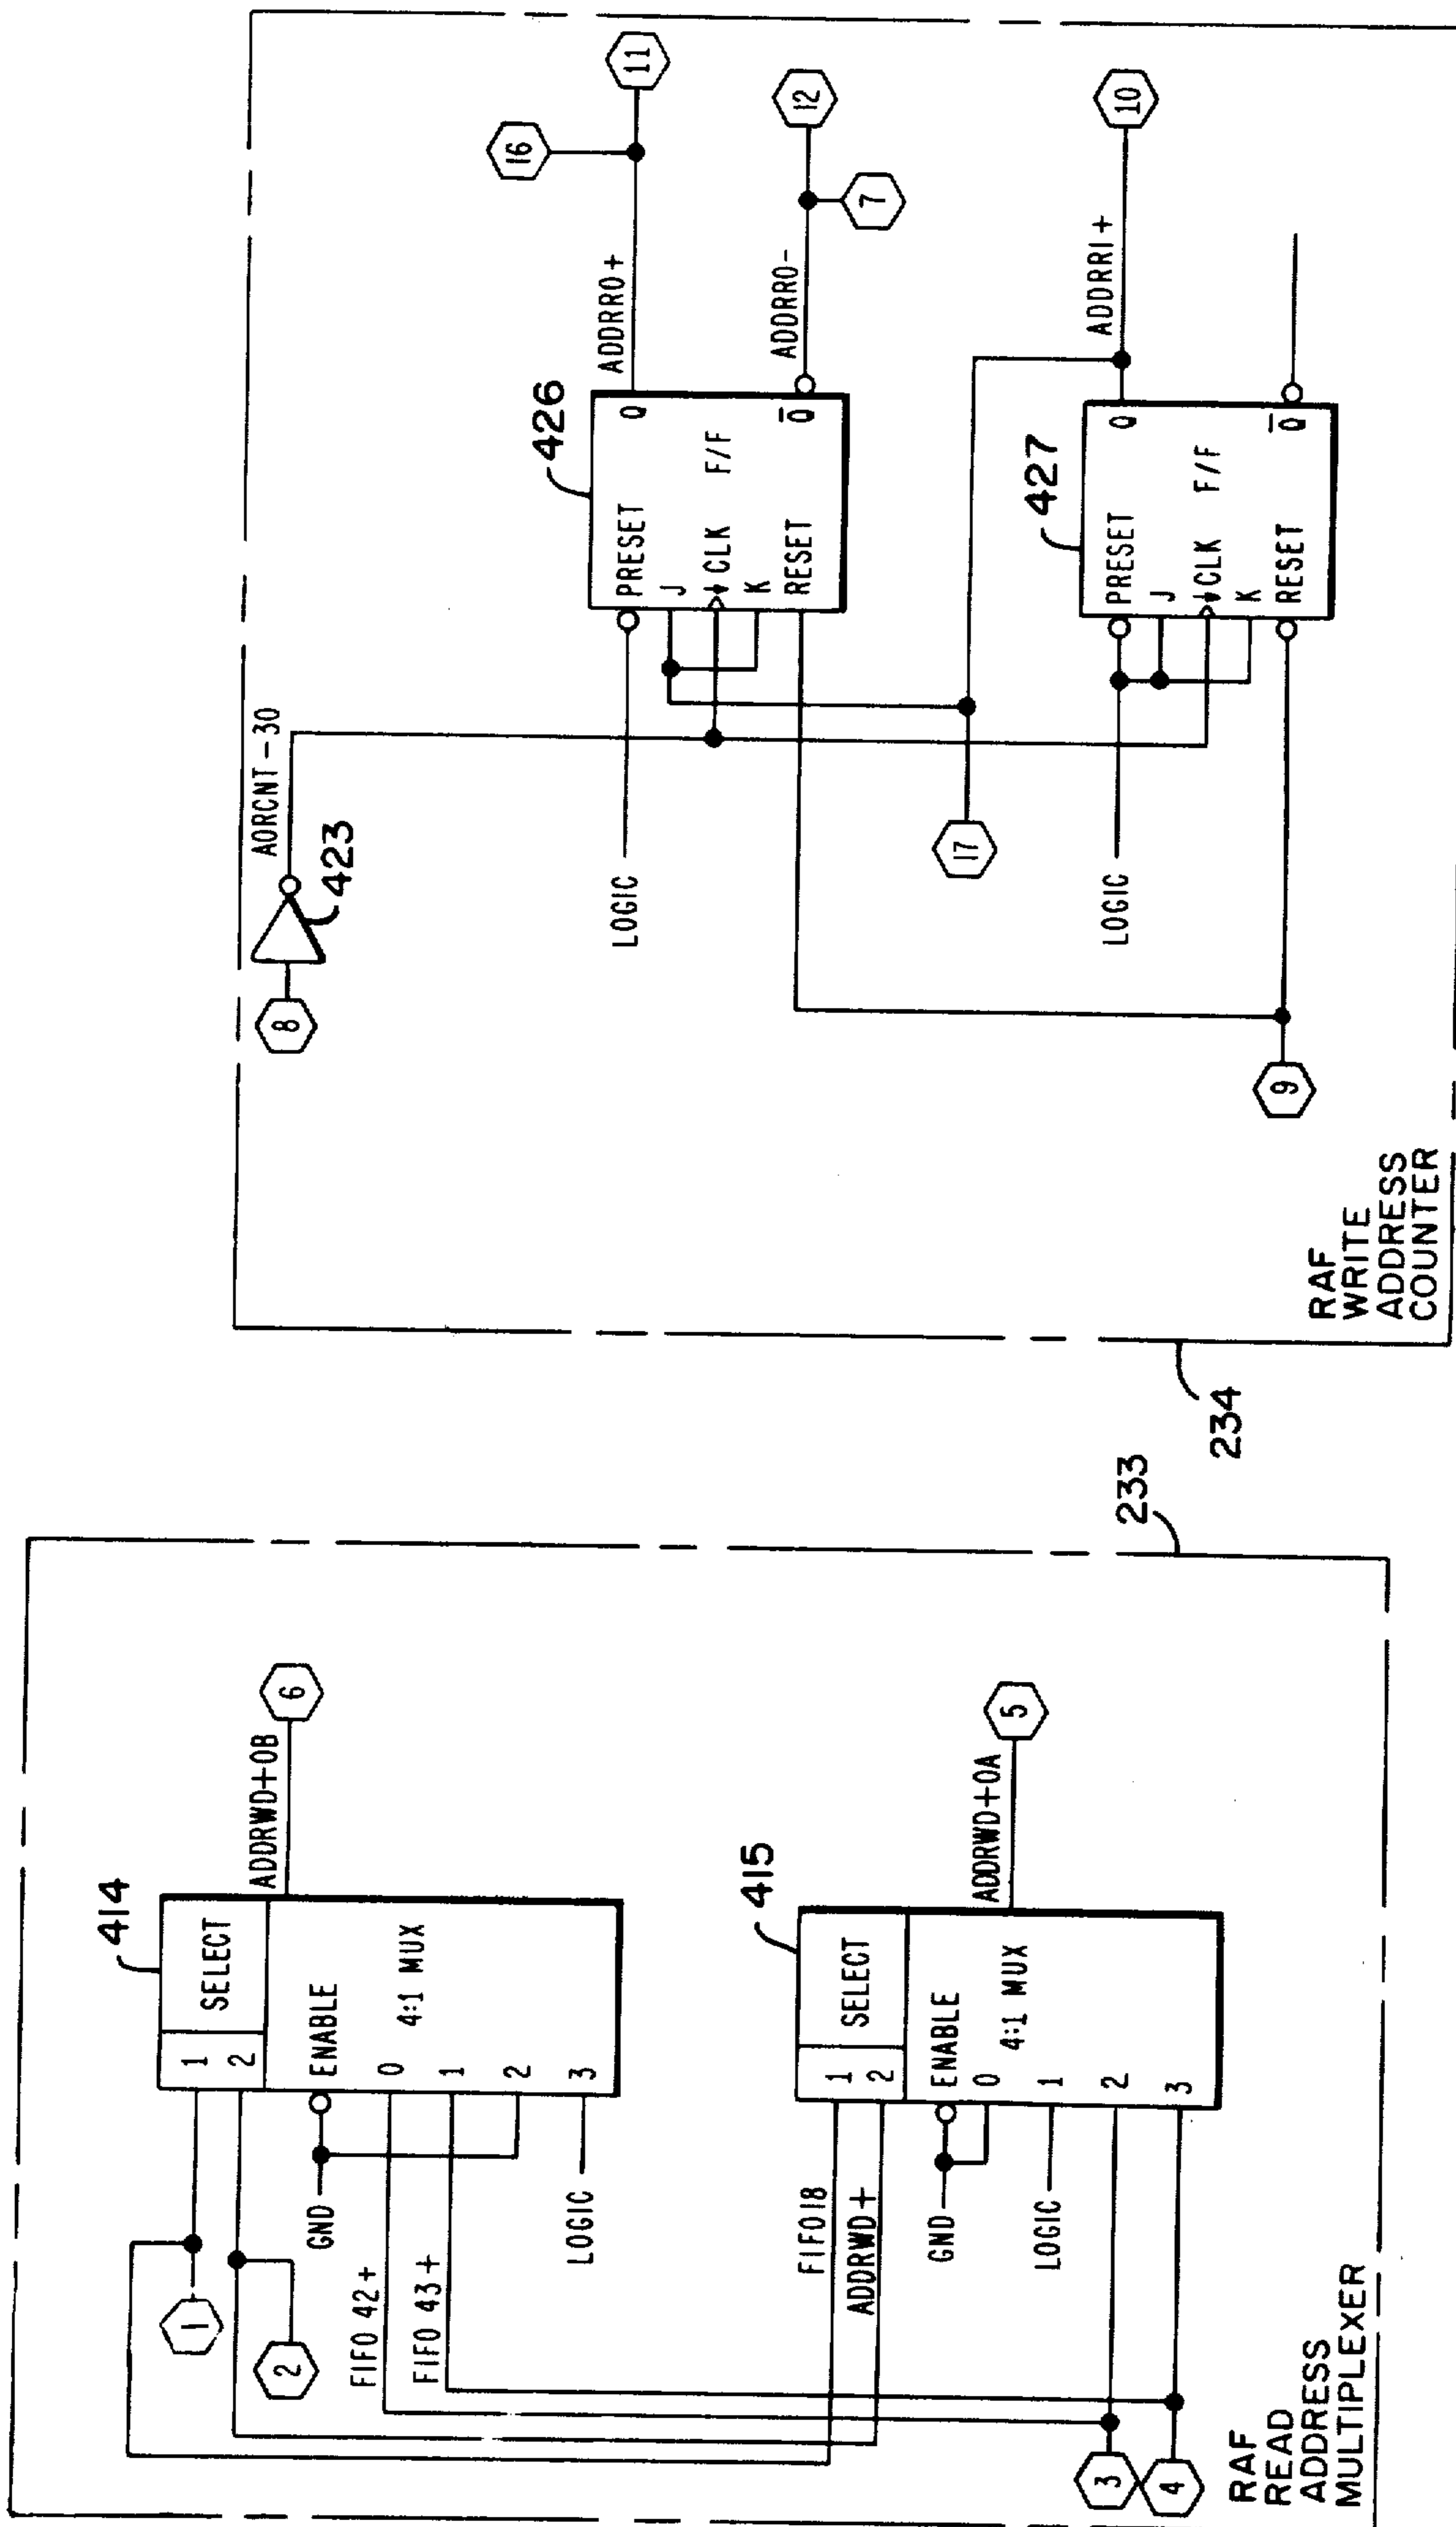 414
1
2
SELECT
ENABLE
0
1
2
3
4:1 MUX
ADDRWD+0B
6
1
2
GND
FIFO 42+
FIFO 43+
LOGIC
415
1
2
SELECT
ENABLE
0
1
2
3
4:1 MUX
ADDRWD+0A
5
FIFO18
ADDRWD+
GND
LOGIC
3
4
RAF
READ
ADDRESS
MULTIPLEXER
233
8
423
AORCNT-30
426
PRESET
J
CLK
K
RESET
F/F
Q
Q̅
ADDRR0+
16
11
ADDRR0-
12
7
LOGIC
17
427
PRESET
J
CLK
K
RESET
F/F
Q
Q̅
ADDRR1+
10
LOGIC
9
RAF
WRITE
ADDRESS
COUNTER
234